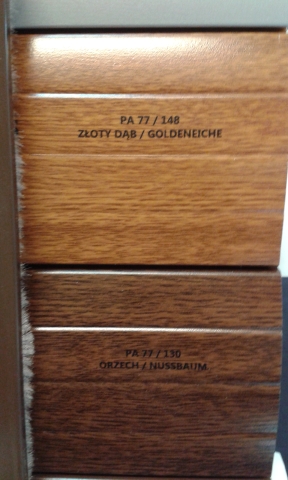 PA 77 / 148
ZŁOTY DĄB / GOLDENEICHE
PA 77 / 130
ORZECH / NUSSBAUM